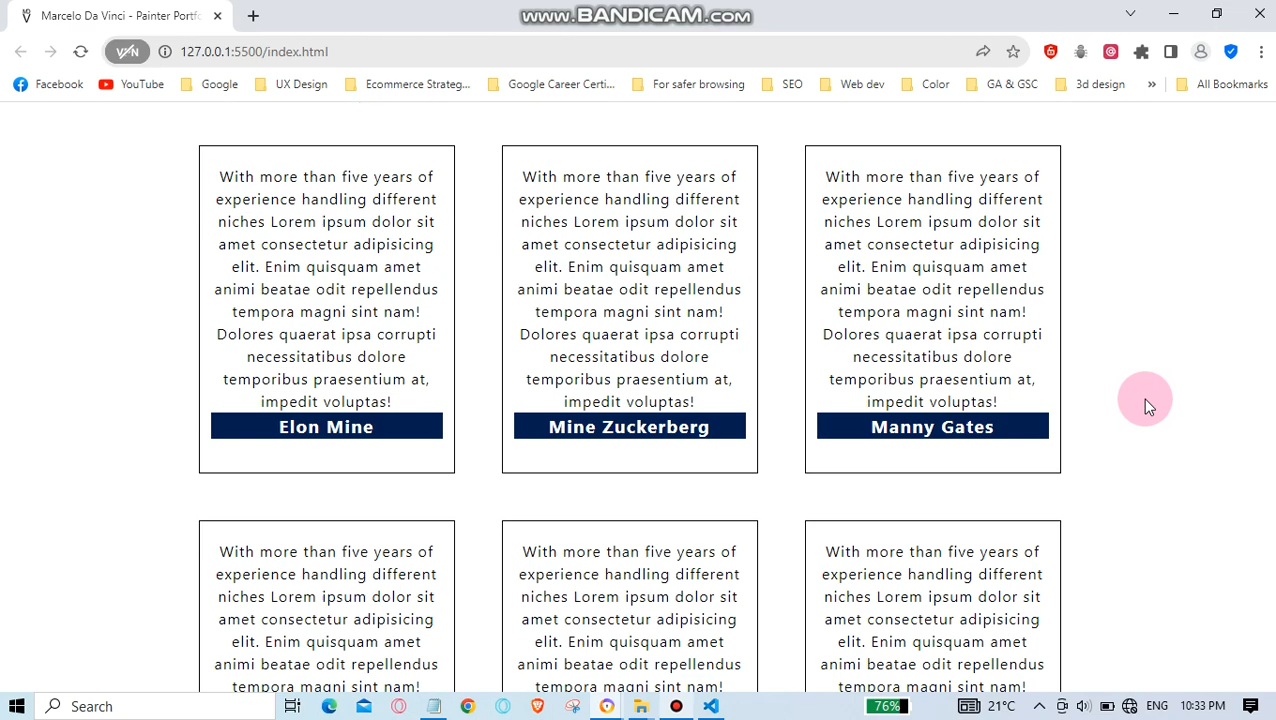 www.BANDICAM.com
Marcelo Da Vinci - Painter Portfo
127.0.0.1:5500/index.html
Facebook YouTube Google UX Design Ecommerce Strateg... Google Career Certi... For safer browsing SEO Web dev Color GA & GSC 3d design » All Bookmarks
With more than five years of
experience handling different
niches Lorem ipsum dolor sit
amet consectetur adipisicing
elit. Enim quisquam amet
animi beatae odit repellendus
tempora magni sint nam!
Dolores quaerat ipsa corrupti
necessitatibus dolore
temporibus praesentium at,
impedit voluptas!
Elon Mine
With more than five years of
experience handling different
niches Lorem ipsum dolor sit
amet consectetur adipisicing
elit. Enim quisquam amet
animi beatae odit repellendus
tempora magni sint nam!
Dolores quaerat ipsa corrupti
necessitatibus dolore
temporibus praesentium at,
impedit voluptas!
Mine Zuckerberg
With more than five years of
experience handling different
niches Lorem ipsum dolor sit
amet consectetur adipisicing
elit. Enim quisquam amet
animi beatae odit repellendus
tempora magni sint nam!
Dolores quaerat ipsa corrupti
necessitatibus dolore
temporibus praesentium at,
impedit voluptas!
Manny Gates
With more than five years of
experience handling different
niches Lorem ipsum dolor sit
amet consectetur adipisicing
elit. Enim quisquam amet
animi beatae odit repellendus
tempora magni sint nam!
With more than five years of
experience handling different
niches Lorem ipsum dolor sit
amet consectetur adipisicing
elit. Enim quisquam amet
animi beatae odit repellendus
tempora magni sint nam!
With more than five years of
experience handling different
niches Lorem ipsum dolor sit
amet consectetur adipisicing
elit. Enim quisquam amet
animi beatae odit repellendus
tempora magni sint nam!
Search 76% 21°C ENG 10:33 PM